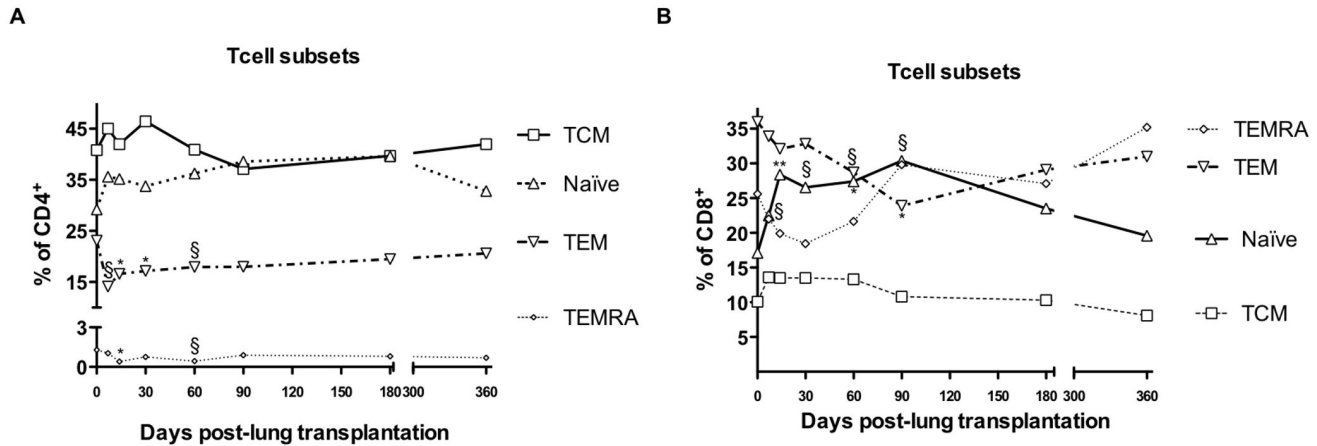 A
Tcell subsets
% of CD4+
45
35
25
15
3
0
§
*
*
§
*
§
0 30 60 90 120 150 180 300 360
Days post-lung transplantation
TCM
Naïve
TEM
TEMRA
B
Tcell subsets
% of CD8+
35
30
25
20
15
10
5
**
§
§
§
*
§
*
0 30 60 90 120 150 180 300 360
Days post-lung transplantation
TEMRA
TEM
Naïve
TCM